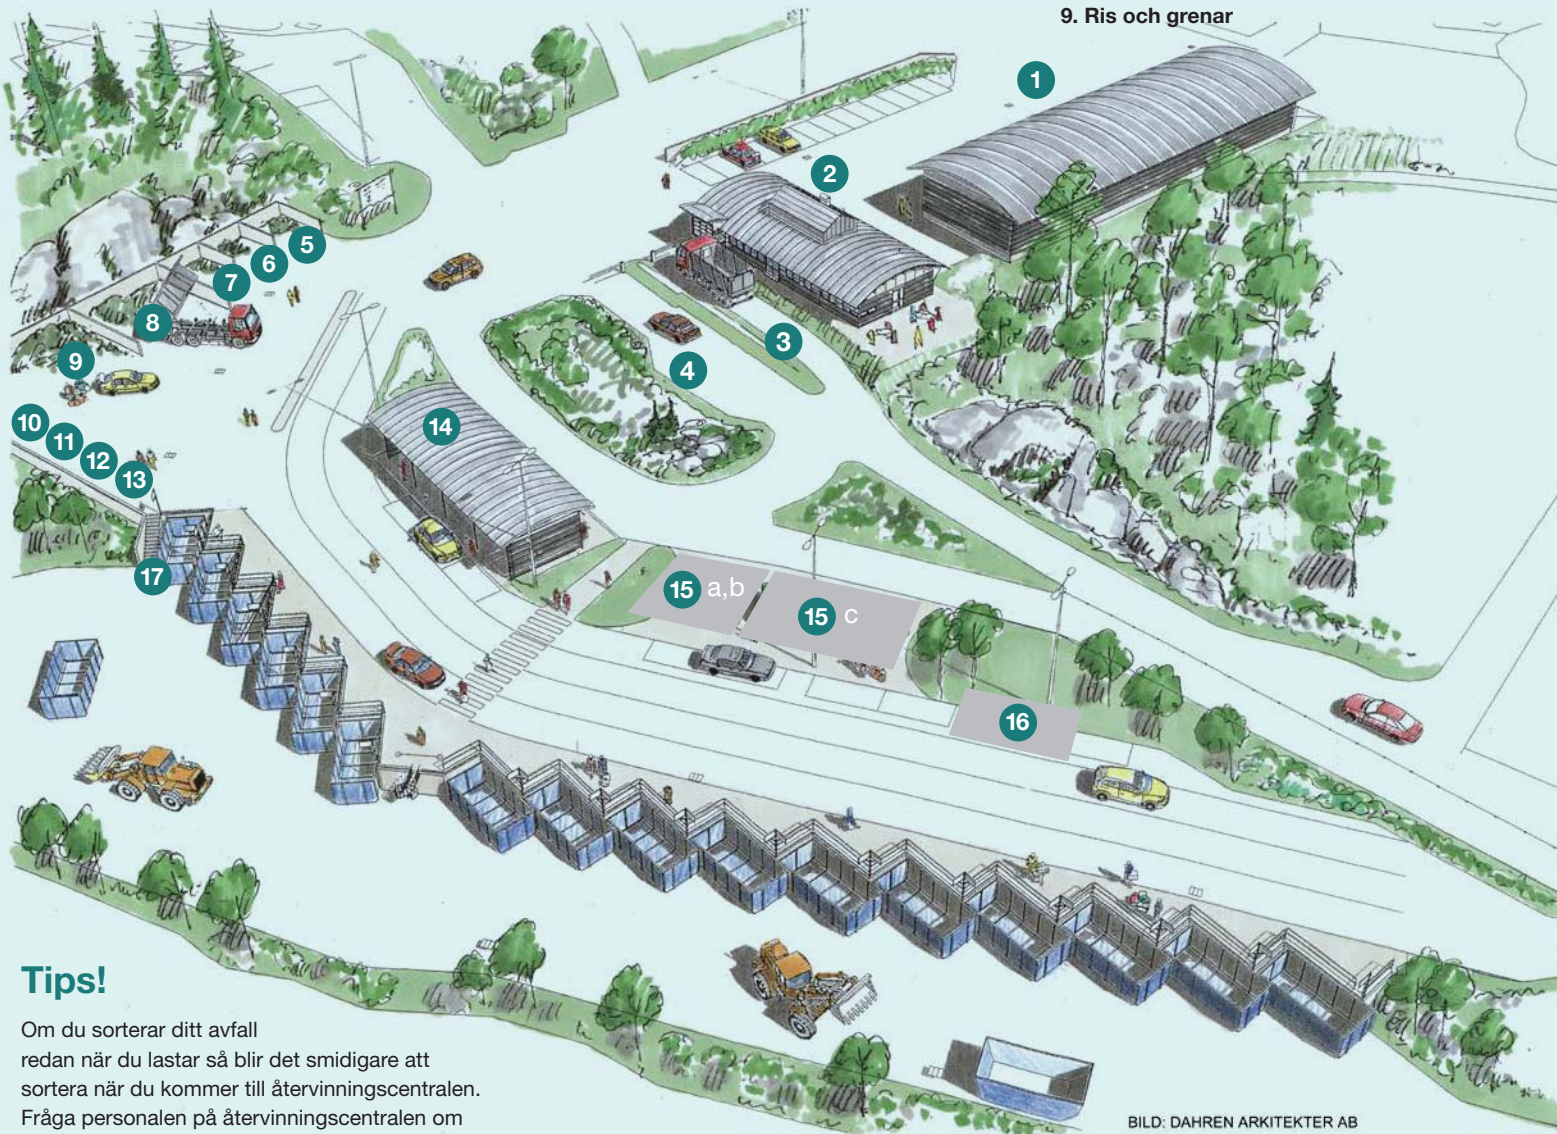 9. Ris och grenar
1
2
3
4
5
6
7
8
9
10
11
12
13
14
15 a,b
15 c
16
17
Tips!
Om du sorterar ditt avfall
redan när du lastar så blir det smidigare att
sortera när du kommer till återvinningscentralen.
Fråga personalen på återvinningscentralen om
BILD: DAHREN ARKITEKTER AB